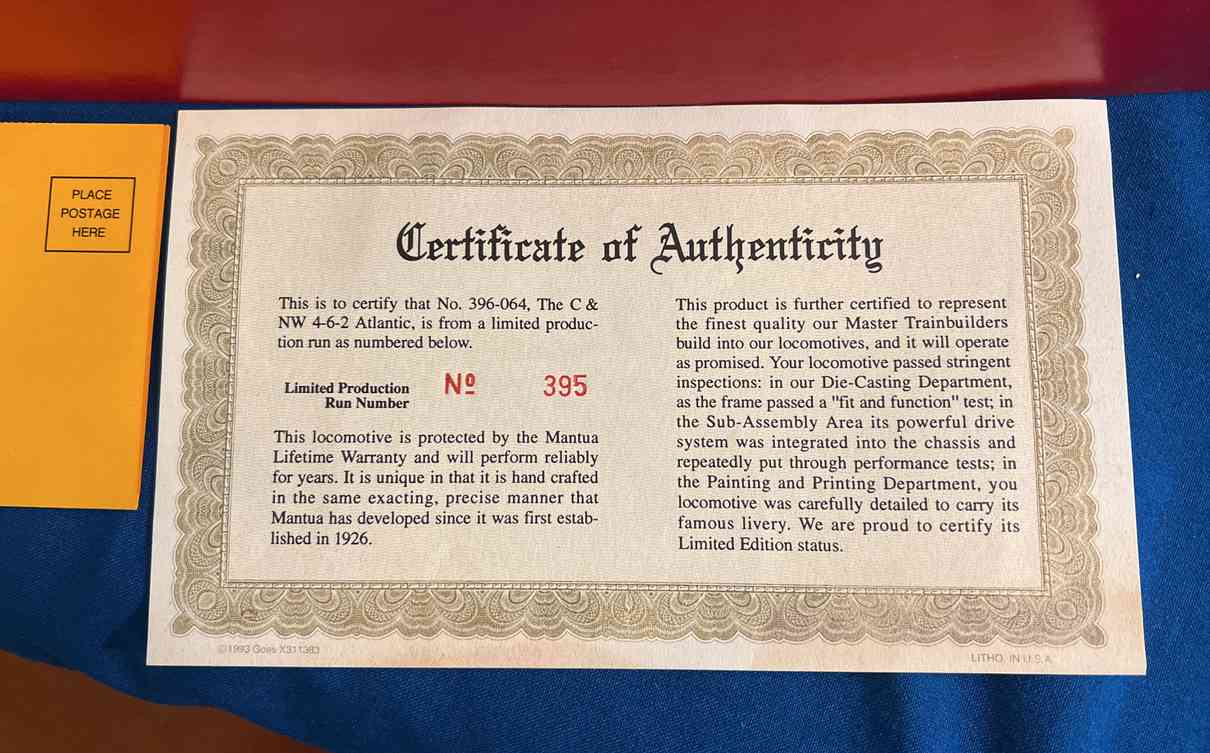 PLACE
POSTAGE
HERE
Certificate of Authenticity
This is to certify that No. 396-064, The C &
NW 4-6-2 Atlantic, is from a limited produc-
tion run as numbered below.
Limited Production
Run Number
Nº 395
This locomotive is protected by the Mantua
Lifetime Warranty and will perform reliably
for years. It is unique in that it is hand crafted
in the same exacting, precise manner that
Mantua has developed since it was first estab-
lished in 1926.
This product is further certified to represent
the finest quality our Master Trainbuilders
build into our locomotives, and it will operate
as promised. Your locomotive passed stringent
inspections: in our Die-Casting Department,
as the frame passed a "fit and function" test; in
the Sub-Assembly Area its powerful drive
system was integrated into the chassis and
repeatedly put through performance tests; in
the Painting and Printing Department, you
locomotive was carefully detailed to carry its
famous livery. We are proud to certify its
Limited Edition status.
©1993 Goes X311383
LITHO. IN U.S.A.